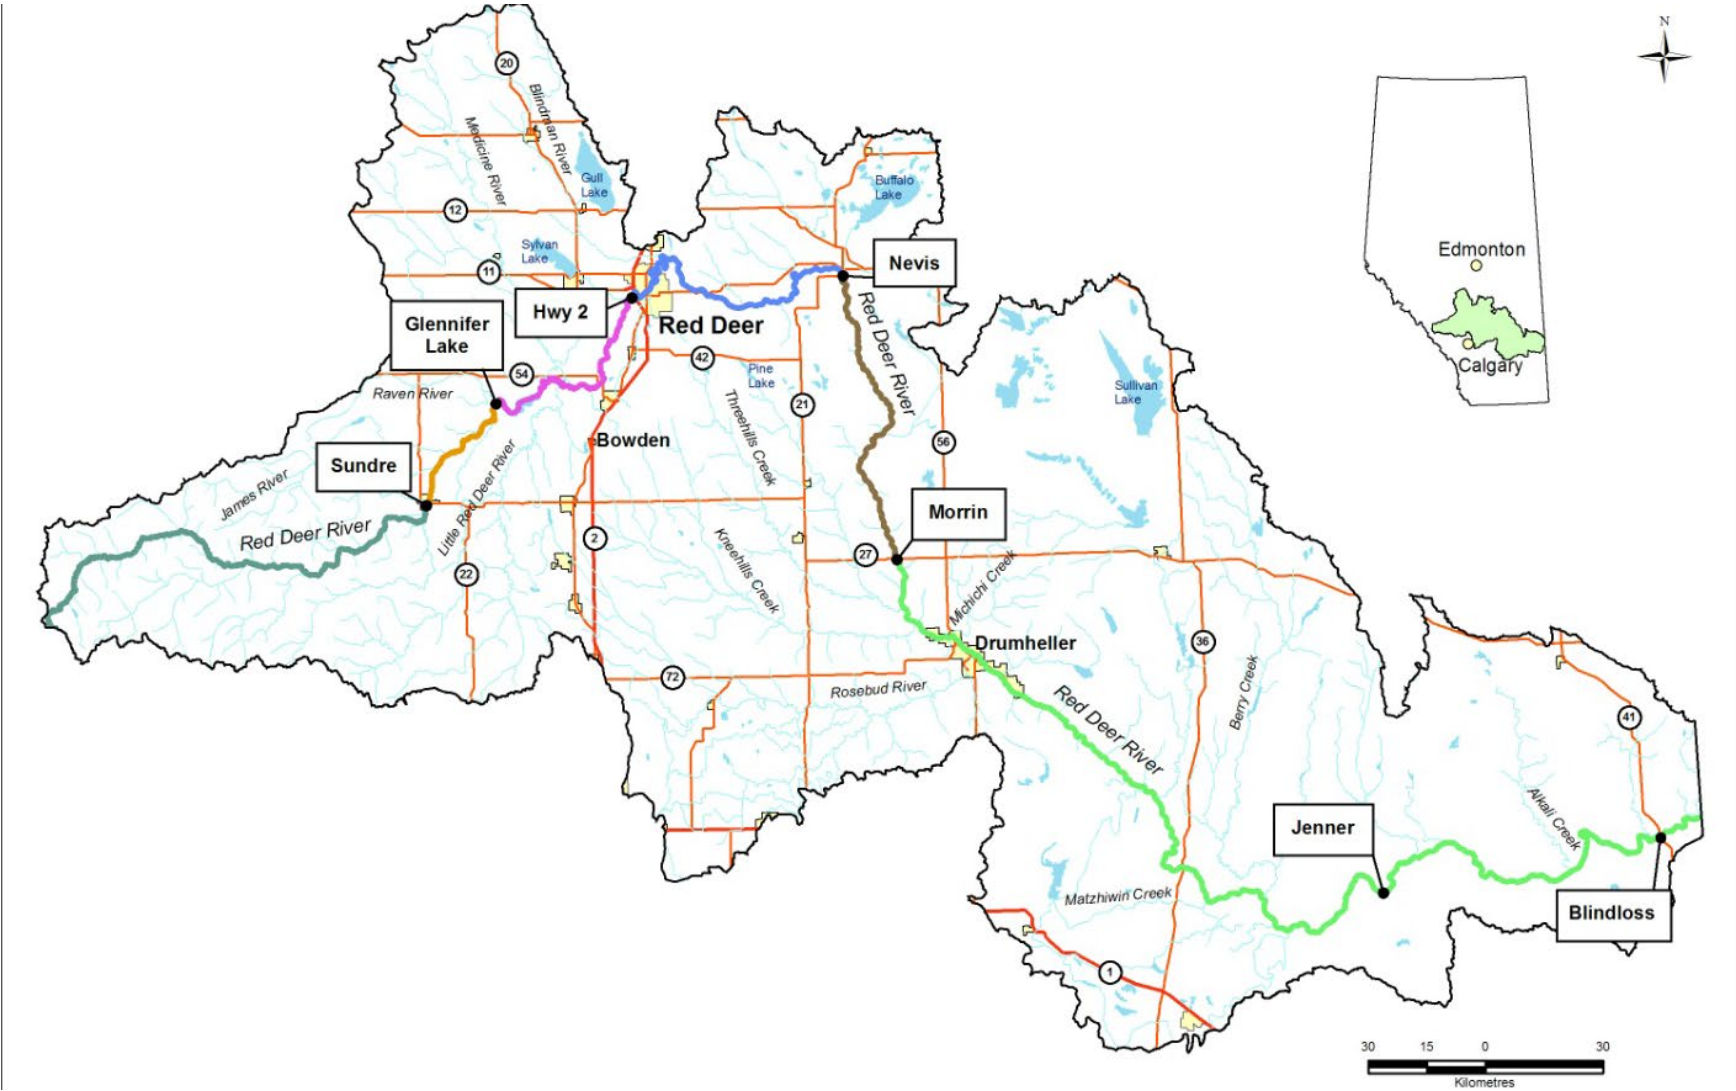 N
20
Blindman River
Medicine River
Gull
Lake
Buffalo
Lake
12
Sylvan
Lake
11
Nevis
Edmonton
Hwy 2
Glennifer
Lake
Red Deer
Red Deer River
42
Calgary
54
Pine
Lake
Raven River
Sullivan
Lake
Threehills Creek
21
Bowden
56
Sundre
James River
Little Red Deer River
Morrin
Red Deer River
2
Kneehills Creek
27
22
Michichi Creek
Drumheller
36
72
Rosebud River
Berry Creek
Red Deer River
41
Alkali Creek
Jenner
Matzhiwin Creek
Blindloss
1
30 15 0 30
Kilometres